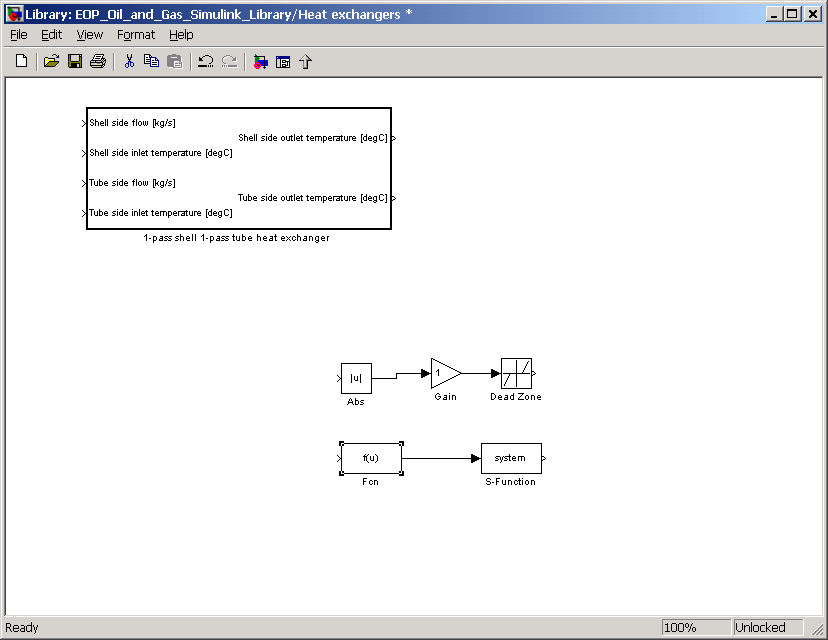 Library: EOP_Oil_and_Gas_Simulink_Library/Heat exchangers *
File Edit View Format Help
Shell side flow [kg/s]
Shell side outlet temperature [degC]
Shell side inlet temperature [degC]
Tube side flow [kg/s]
Tube side outlet temperature [degC]
Tube side inlet temperature [degC]
1-pass shell 1-pass tube heat exchanger
|u|
1
Abs
Gain
Dead Zone
f(u)
system
Fcn
S-Function
Ready
100%
Unlocked